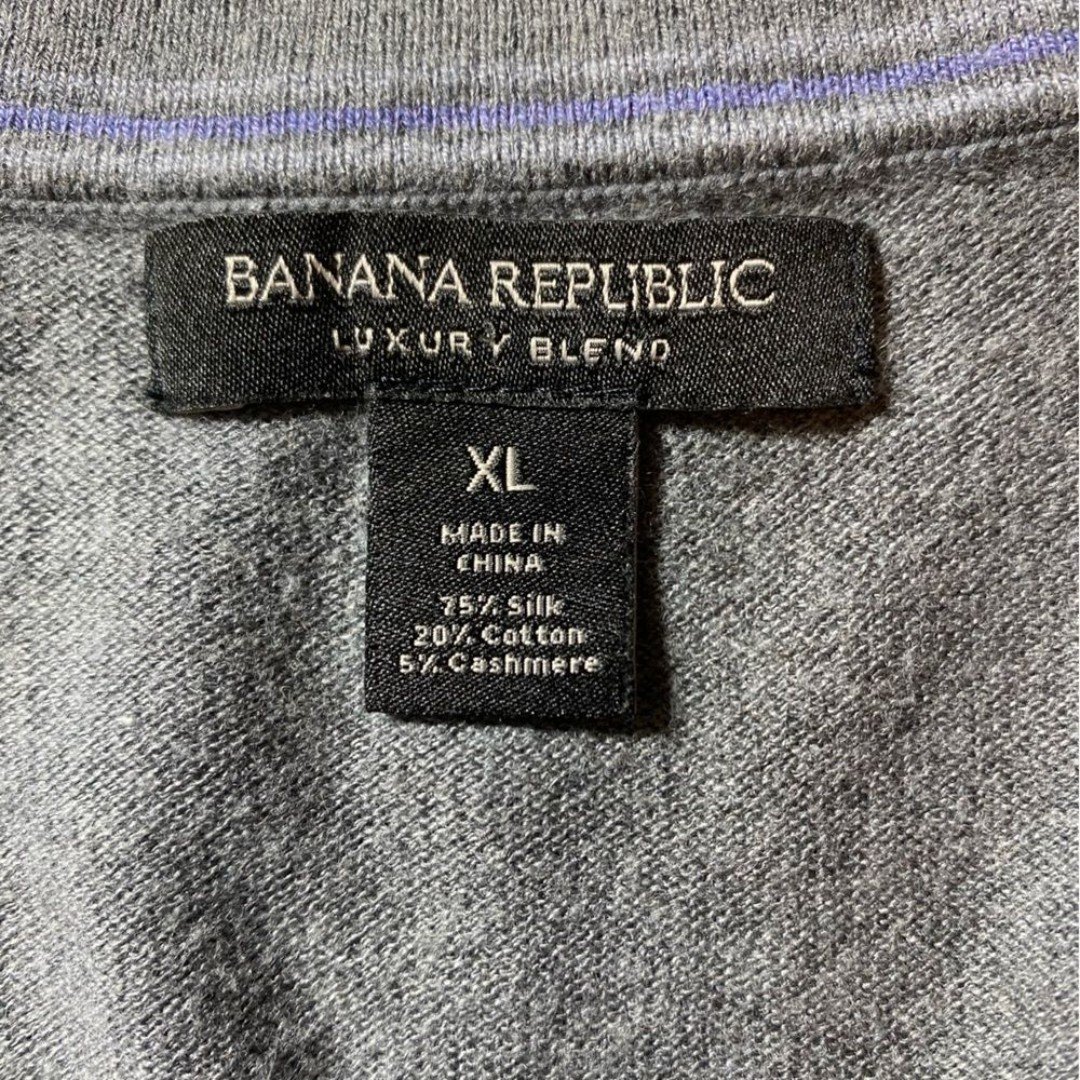 BANANA REPUBLIC
LUXURY BLEND
XL
MADE IN
CHINA
75% Silk
20% Cotton
5% Cashmere